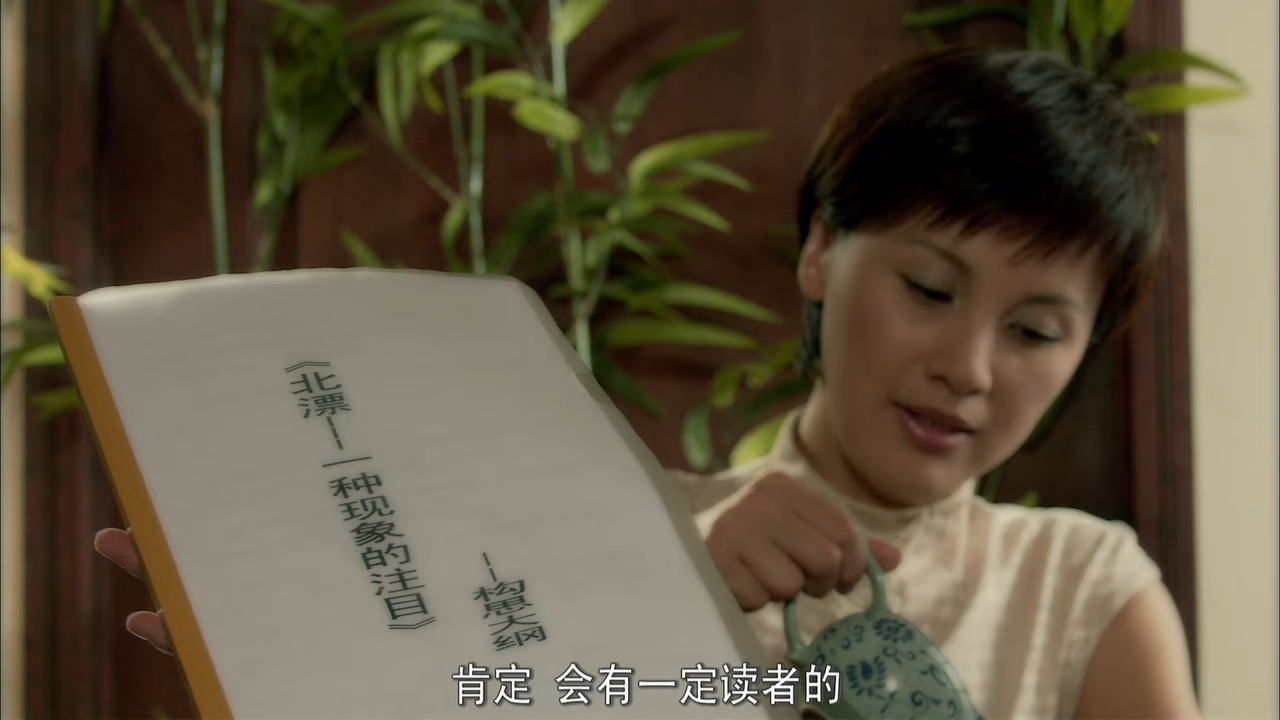 《北漂——一种现象的注目》
—构思大纲
肯定 会有一定读者的